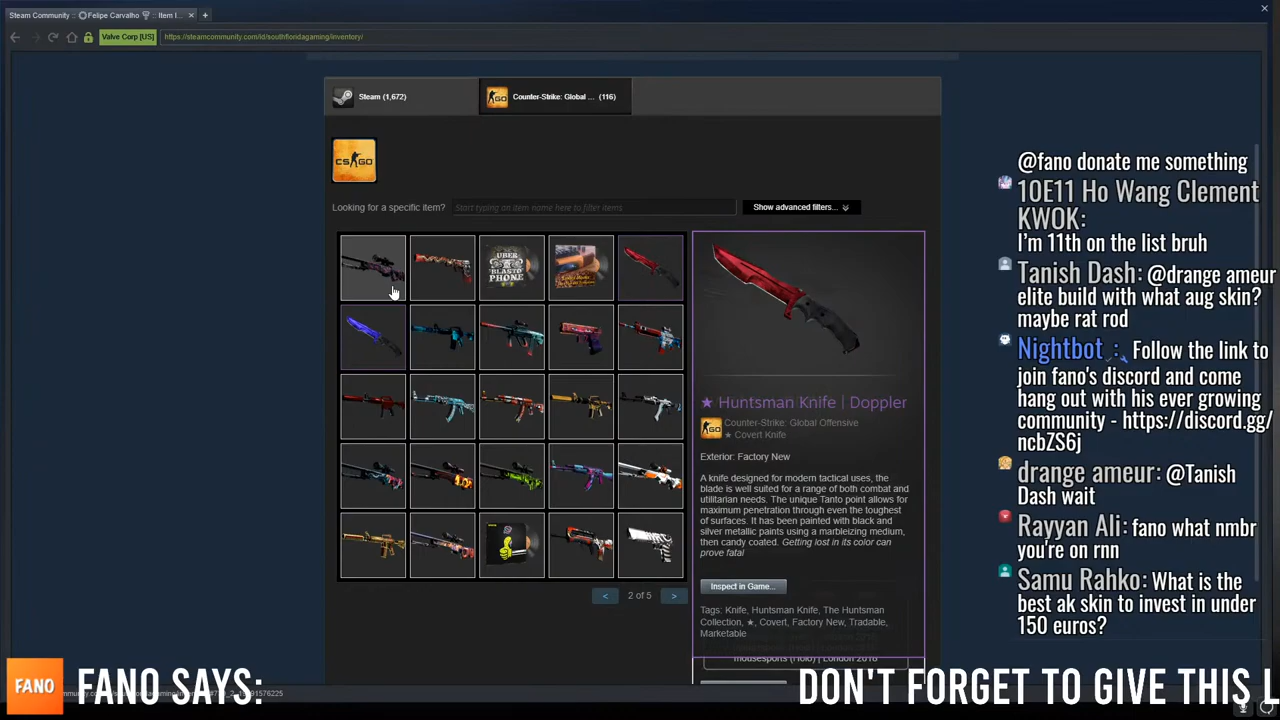 Steam Community :: Felipe Carvalho :: Item I...
Valve Corp [US]
https://steamcommunity.com/id/southfloridagaming/inventory/
Steam (1,672)
Counter-Strike: Global ... (116)
CS GO
Looking for a specific item?
Start typing an item name here to filter items
Show advanced filters...
UBER
BLASTO
PHONE
★ Huntsman Knife | Doppler
GO
Counter-Strike: Global Offensive
★ Covert Knife
Exterior: Factory New
A knife designed for modern tactical uses, the
blade is well suited for a range of both combat and
utilitarian needs. The unique Tanto point allows for
maximum penetration through even the toughest
of surfaces. It has been painted with black and
silver metallic paints using a marbleizing medium,
then candy coated. Getting lost in its color can
prove fatal
Inspect in Game...
Tags: Knife, Huntsman Knife, The Huntsman
Collection, ★, Covert, Factory New, Tradable,
Marketable
mousesports (Holo) | London 2018
< 2 of 5 >
@fano donate me something
10E11 Ho Wang Clement
KWOK:
I'm 11th on the list bruh
Tanish Dash: @drange ameur
elite build with what aug skin?
maybe rat rod
Nightbot : Follow the link to
join fano's discord and come
hang out with his ever growing
community - https://discord.gg/
ncbZS6j
drange ameur: @Tanish
Dash wait
Rayyan Ali: fano what nmbr
you're on rnn
Samu Rahko: What is the
best ak skin to invest in under
150 euros?
FANO
FANO SAYS:
DON'T FORGET TO GIVE THIS L